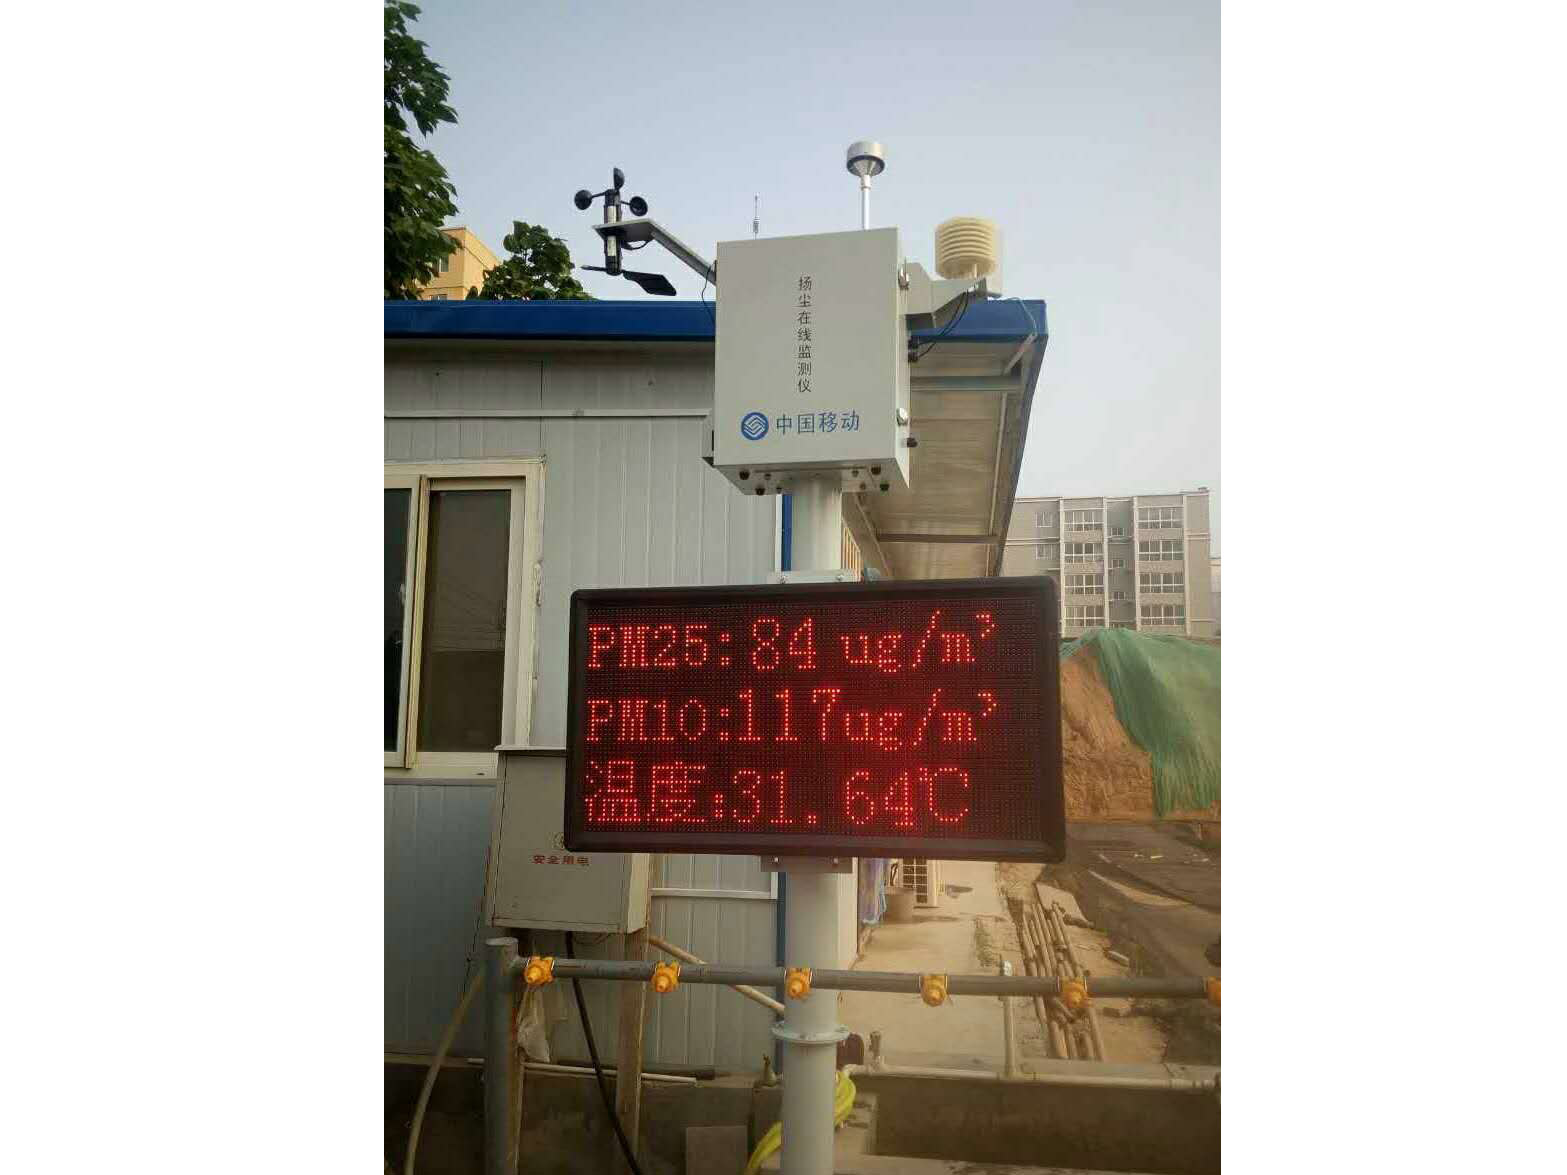 扬尘在线监测仪
中国移动
PM25:84 ug/m³
PM10:117ug/m³
温度:31.64℃
安全用电